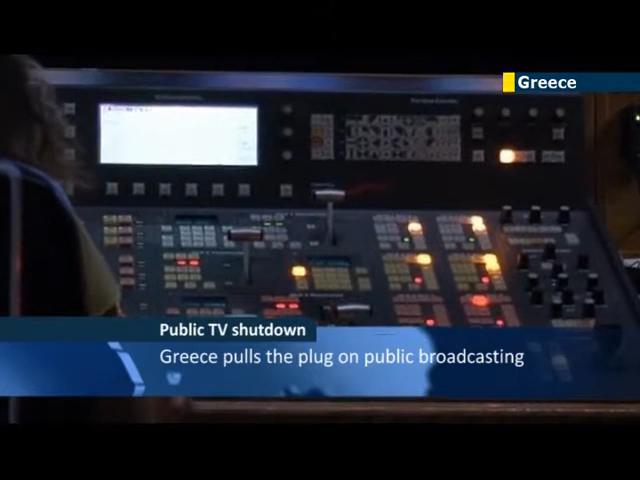 Greece
Public TV shutdown
Greece pulls the plug on public broadcasting